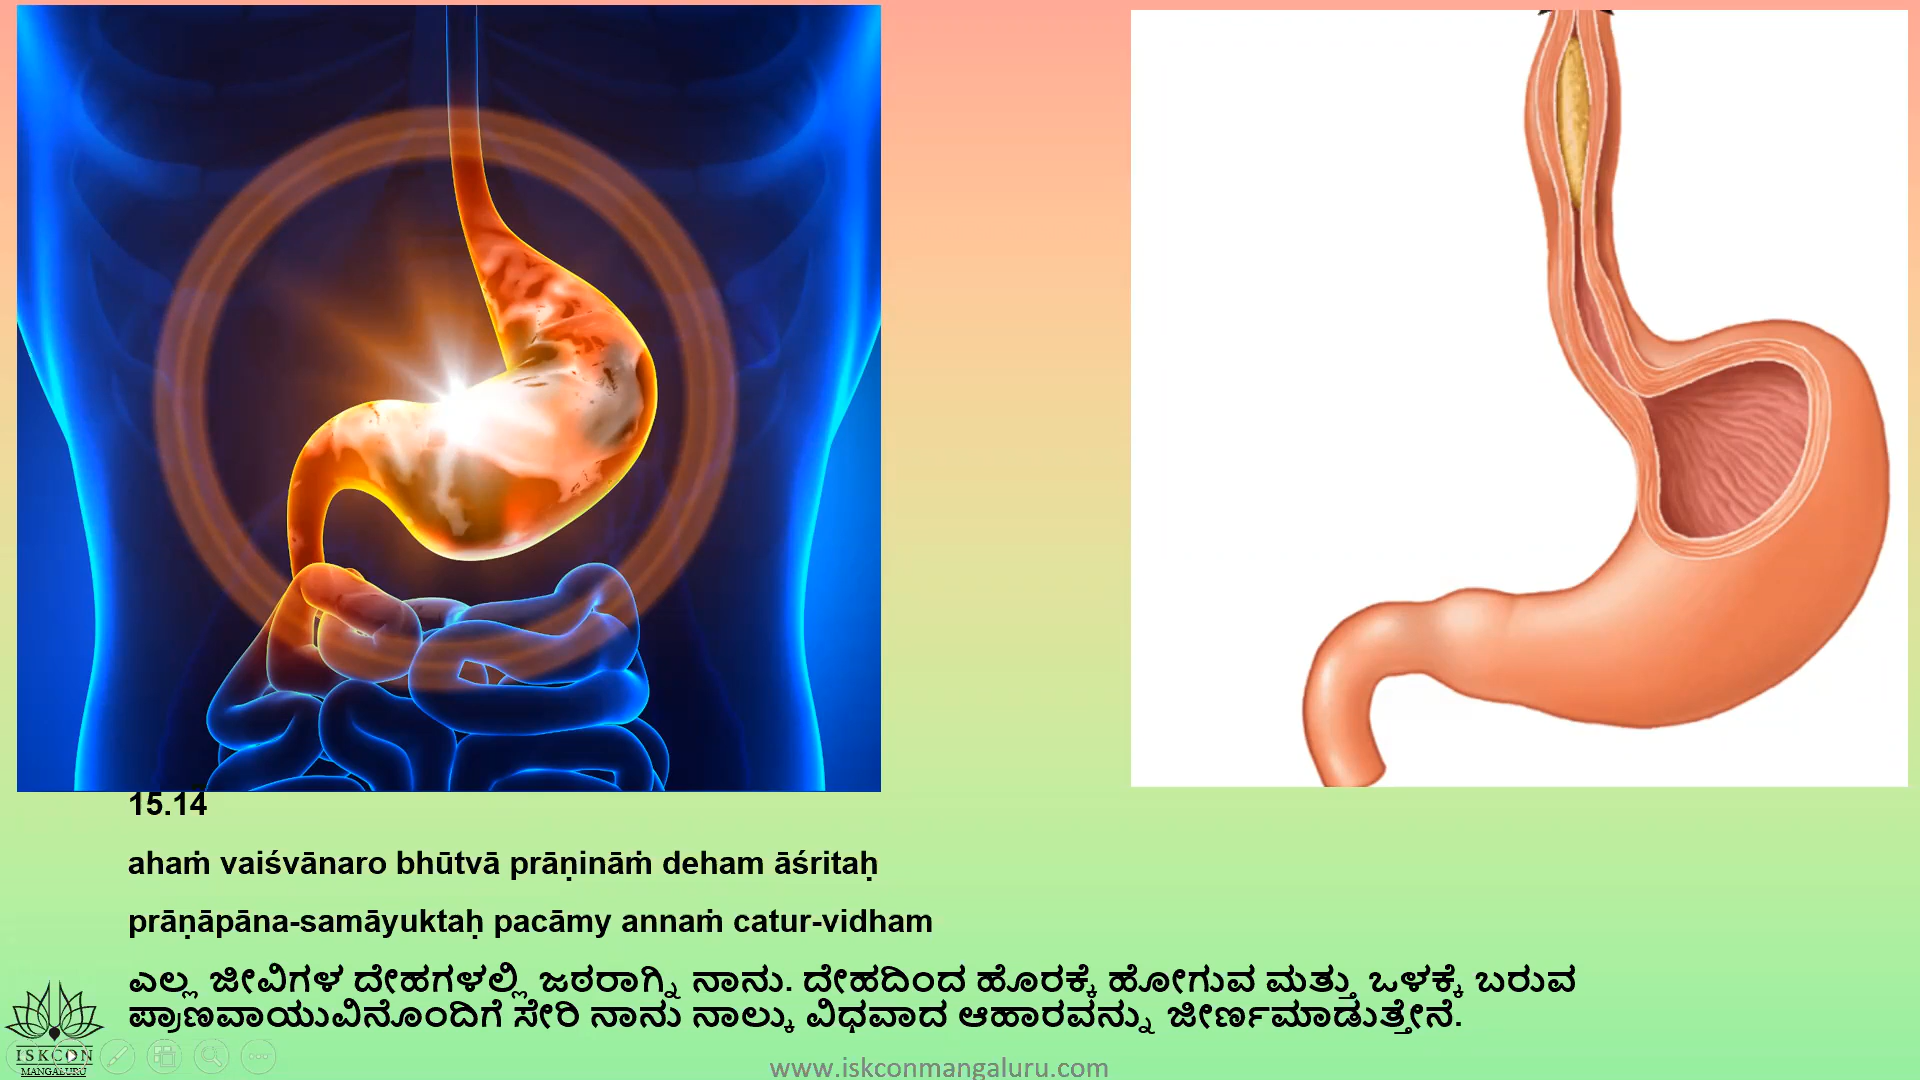 15.14
ahaṁ vaiśvānaro bhūtvā prāṇināṁ deham āśritaḥ
prāṇāpāna-samāyuktaḥ pacāmy annaṁ catur-vidham
ಎಲ್ಲ ಜೀವಿಗಳ ದೇಹಗಳಲ್ಲಿ ಜಠರಾಗ್ನಿ ನಾನು. ದೇಹದಿಂದ ಹೊರಕ್ಕೆ ಹೋಗುವ ಮತ್ತು ಒಳಕ್ಕೆ ಬರುವ
ಪ್ರಾಣವಾಯುವಿನೊಂದಿಗೆ ಸೇರಿ ನಾನು ನಾಲ್ಕು ವಿಧವಾದ ಆಹಾರವನ್ನು ಜೀರ್ಣಮಾಡುತ್ತೇನೆ.
ISKCON
MANGALURU
www.iskconmangaluru.com